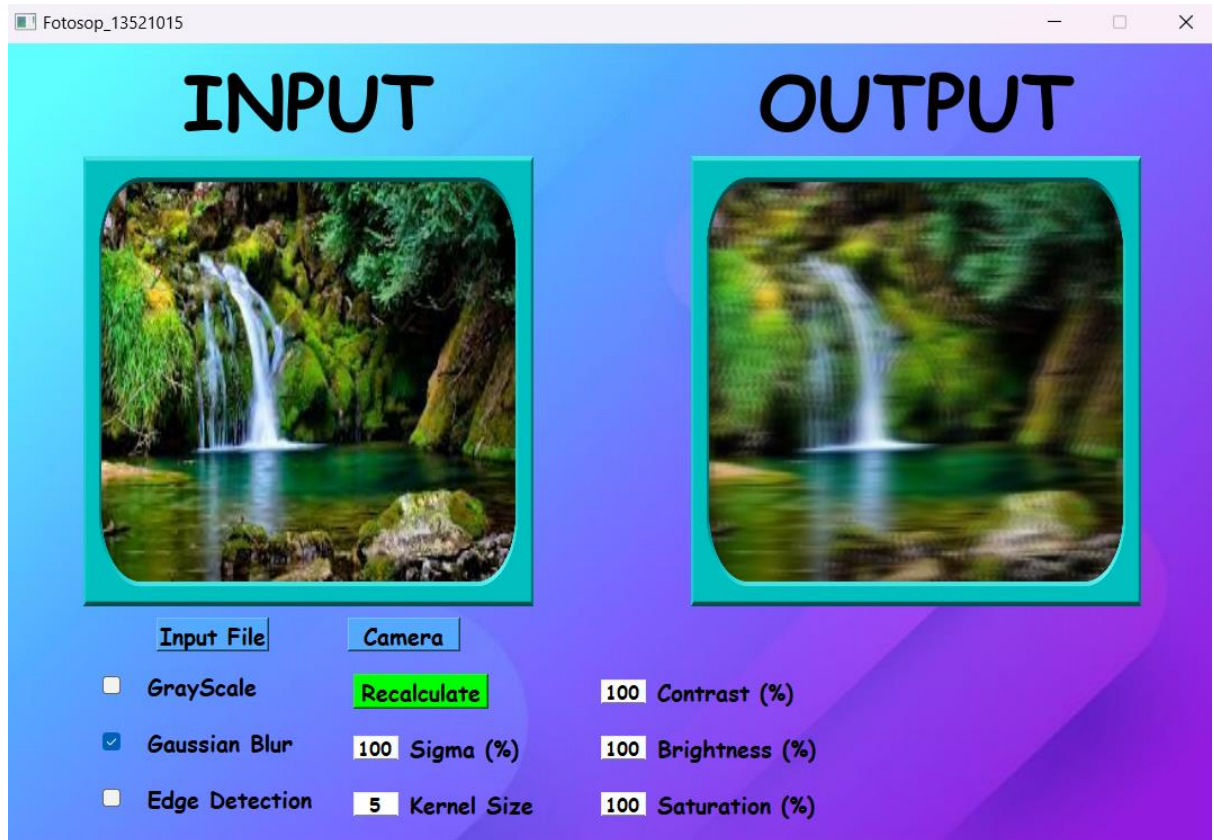 Fotosop_13521015
INPUT
OUTPUT
Input File
Camera
GrayScale
Recalculate
100 Contrast (%)
Gaussian Blur
100 Sigma (%)
100 Brightness (%)
Edge Detection
5 Kernel Size
100 Saturation (%)